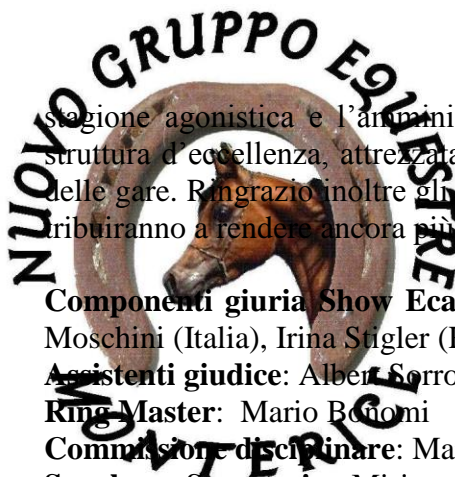 NUOVO GRUPPO EQUESTRE
MONTERICI
stagione agonistica e l'ammini
struttura d'eccellenza, attrezzata
delle gare. Ringrazio inoltre gli
tribuiranno a rendere ancora più
Componenti giuria Show Eca
Moschini (Italia), Irina Stigler (
Assistenti giudice: Albert Sorro
Ring Master: Mario Bonomi
Commissione disciplinare: Ma